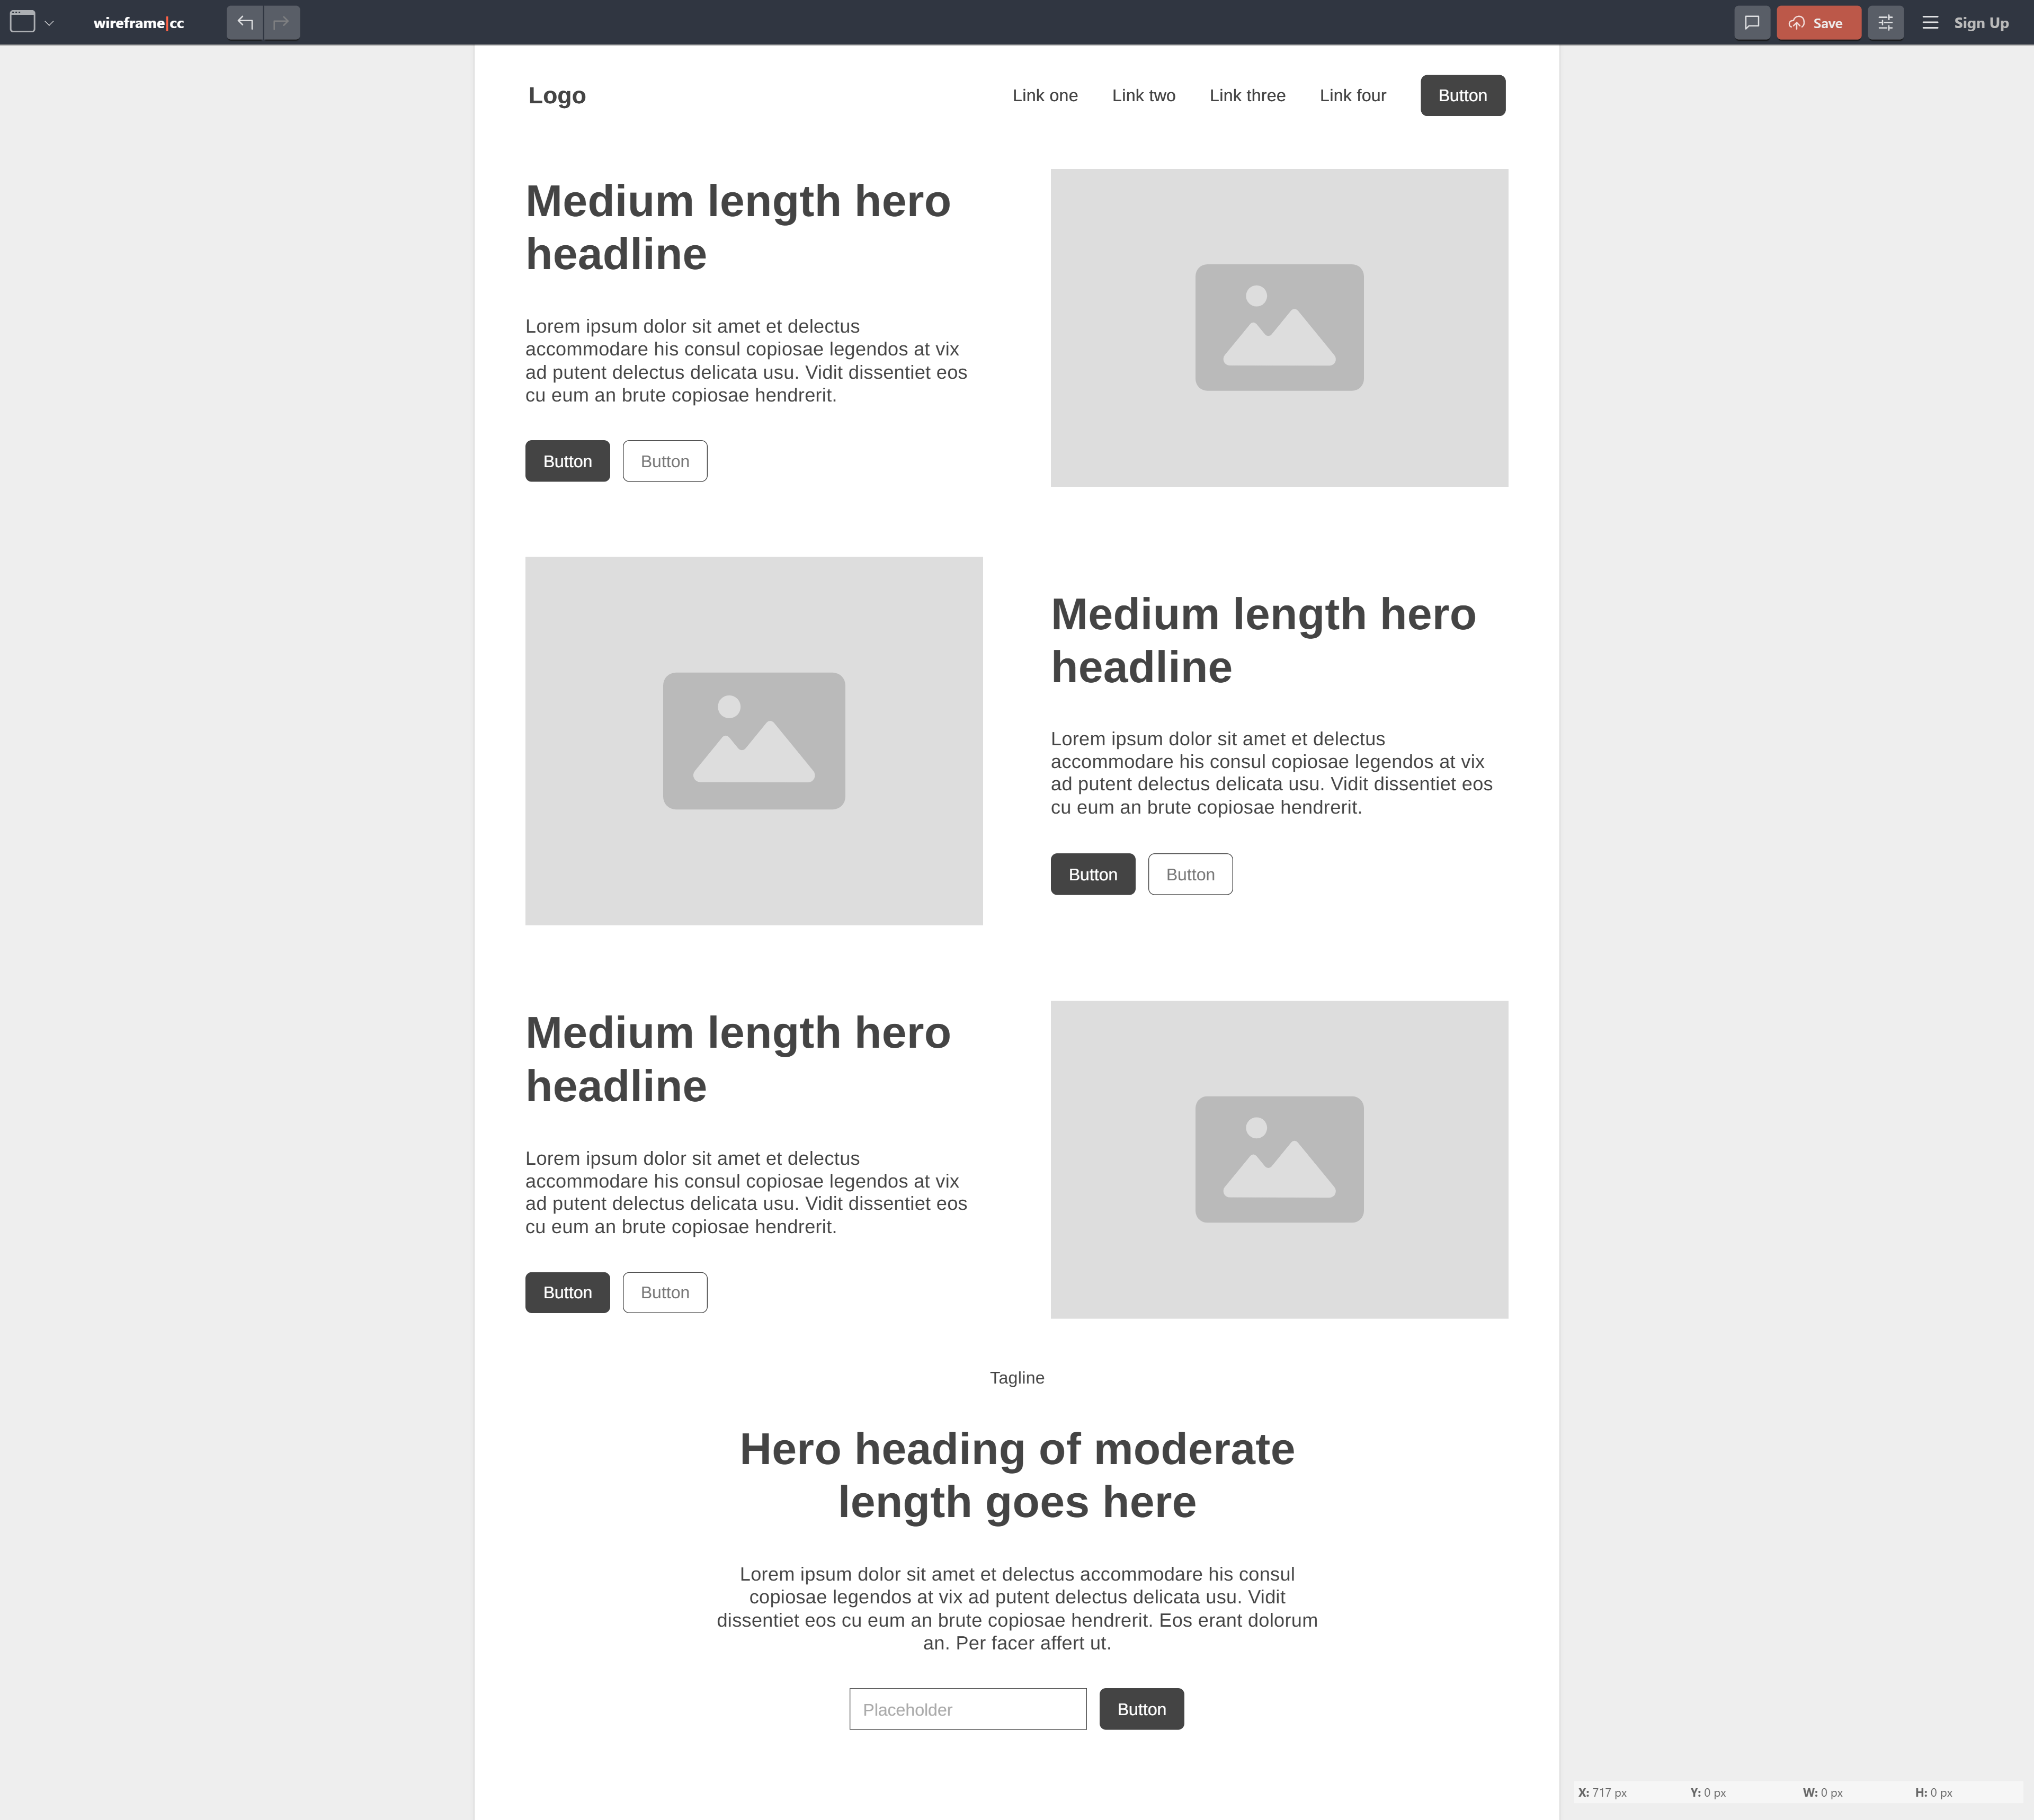 wireframe|cc
Save
Sign Up
Logo
Link one
Link two
Link three
Link four
Button
Medium length hero
headline
Lorem ipsum dolor sit amet et delectus
accommodare his consul copiosae legendos at vix
ad putent delectus delicata usu. Vidit dissentiet eos
cu eum an brute copiosae hendrerit.
Button
Button
Medium length hero
headline
Lorem ipsum dolor sit amet et delectus
accommodare his consul copiosae legendos at vix
ad putent delectus delicata usu. Vidit dissentiet eos
cu eum an brute copiosae hendrerit.
Button
Button
Medium length hero
headline
Lorem ipsum dolor sit amet et delectus
accommodare his consul copiosae legendos at vix
ad putent delectus delicata usu. Vidit dissentiet eos
cu eum an brute copiosae hendrerit.
Button
Button
Tagline
Hero heading of moderate
length goes here
Lorem ipsum dolor sit amet et delectus accommodare his consul
copiosae legendos at vix ad putent delectus delicata usu. Vidit
dissentiet eos cu eum an brute copiosae hendrerit. Eos erant dolorum
an. Per facer affert ut.
Placeholder
Button
X: 717 px
Y: 0 px
W: 0 px
H: 0 px